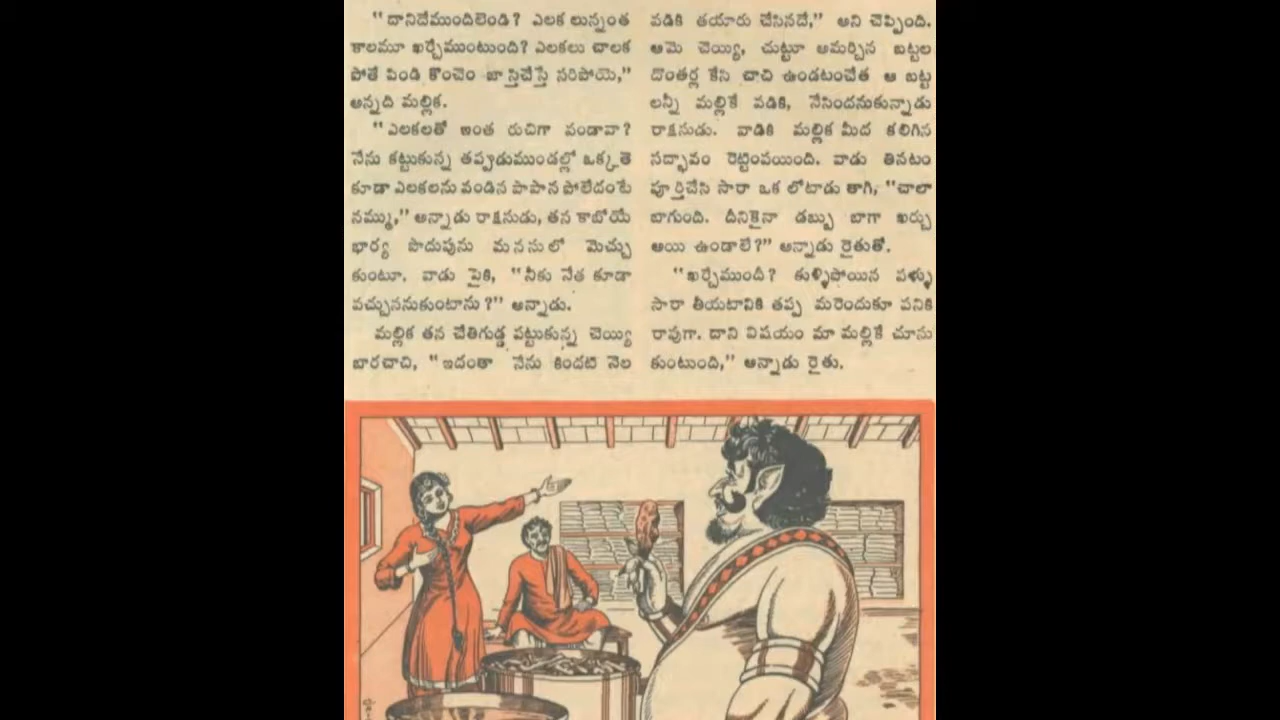 "దానిదేముందిలెండి? ఎలక లున్నంత
కాలమూ ఖర్చేముంటుంది? ఎలకలు చాలక
పోతే పిండి కొంచెం జా స్తిచేస్తే సరిపాయె,"
అన్నది మల్లిక.
"ఎలకలతో ఇంత రుచిగా వండావా?
నేను కట్టుకున్న తప్పుడుముండల్లో ఒక్కతె
కూడా ఎలకలను వండిన పాపాన పోలేదంటే
నమ్ము," అన్నాడు రాక్షసుడు, తన కాబోయే
భార్య పొదుపును మనసులో మెచ్చు
కుంటూ. వాడు పైకి, "నీకు నేత కూడా
వచ్చుననుకుంటాను?" అన్నాడు.
మల్లిక తన చేతిగుడ్డ పట్టుకున్న చెయ్యి
బారచాచి, "ఇదంతా నేను కిందటి నెల
వడికి తయారు చేసినదే," అని చెప్పింది.
ఆమె చెయ్యి, చుట్టూ అమర్చిన బట్టల
దొంతర్ల కేసి చాచి ఉండటంచేత ఆ బట్ట
లన్నీ మల్లికే వడికి, నేసిందనుకున్నాడు
రాక్షసుడు. వాడికి మల్లిక మీద కలిగిన
సద్భావం రెట్టింపయింది. వాడు తినటం
పూ ర్తిచేసి సారా ఒక లోటాడు తాగి, "చాలా
బాగుంది. దీనికైనా డబ్బు బాగా ఖర్చు
అయి ఉండాలే?" అన్నాడు రైతుతో.
"ఖర్చేముందీ? కుళ్ళిపోయిన పళ్ళు
సారా తీయటానికి తప్ప మరెందుకూ పనికి
రావుగా. దాని విషయం మా మల్లికే చూసు
కుంటుంది," అన్నాడు రైతు.